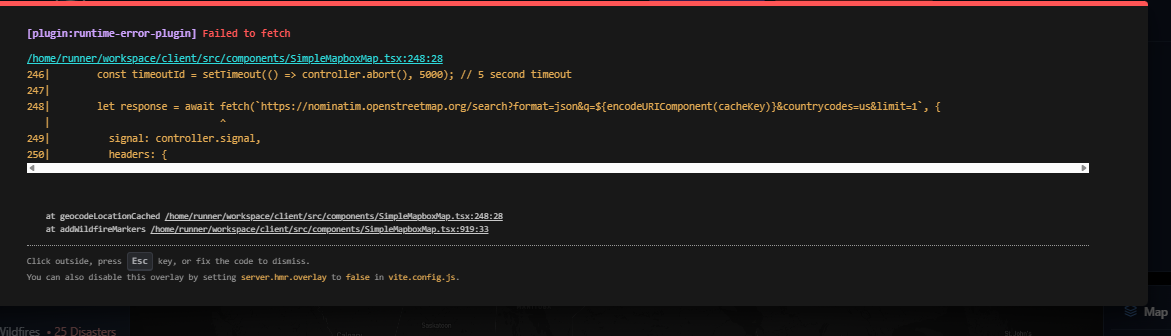 [plugin:runtime-error-plugin] Failed to fetch
/home/runner/workspace/client/src/components/SimpleMapboxMap.tsx:248:28
246|        const timeoutId = setTimeout(() => controller.abort(), 5000); // 5 second timeout
247|
248|        let response = await fetch(`https://nominatim.openstreetmap.org/search?format=json&q=${encodeURIComponent(cacheKey)}&countrycodes=us&limit=1`, {
   |                             ^
249|          signal: controller.signal,
250|          headers: {
at geocodeLocationCached /home/runner/workspace/client/src/components/SimpleMapboxMap.tsx:248:28
at addWildfireMarkers /home/runner/workspace/client/src/components/SimpleMapboxMap.tsx:919:33
Click outside, press Esc key, or fix the code to dismiss.
You can also disable this overlay by setting server.hmr.overlay to false in vite.config.js.
Wildfires • 25 Disasters
Map
St. John's